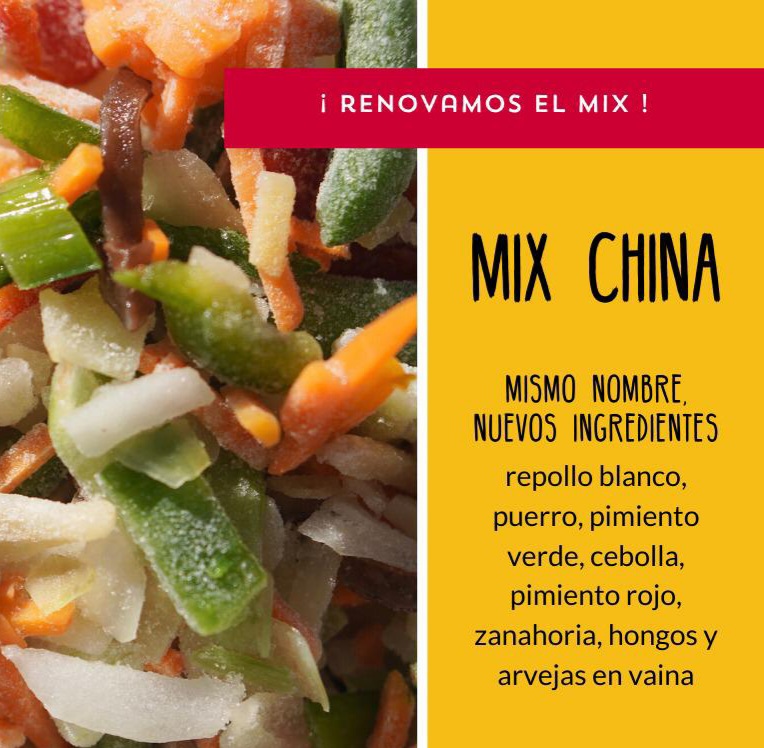 ¡ RENOVAMOS EL MIX !
MIX CHINA
MISMO NOMBRE,
NUEVOS INGREDIENTES
repollo blanco,
puerro, pimiento
verde, cebolla,
pimiento rojo,
zanahoria, hongos y
arvejas en vaina